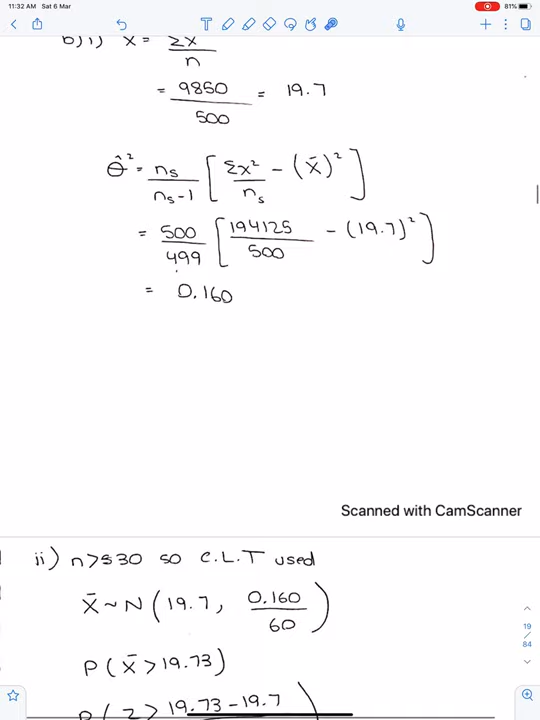 11:32 AM Sat 6 Mar 81%
b) i) x̄ = Σx / n
= 9850 / 500 = 19.7
θ̂² = ns / ns-1 [ Σx² / ns - (x̄)² ]
= 500 / 499 [ 194125 / 500 - (19.7)² ]
= 0.160
Scanned with CamScanner
ii) n>30 so C.L.T used
X̄ ~ N ( 19.7, 0.160 / 60 )
19 / 84
P( X̄ > 19.73 )
P ( Z > 19.73 - 19.7